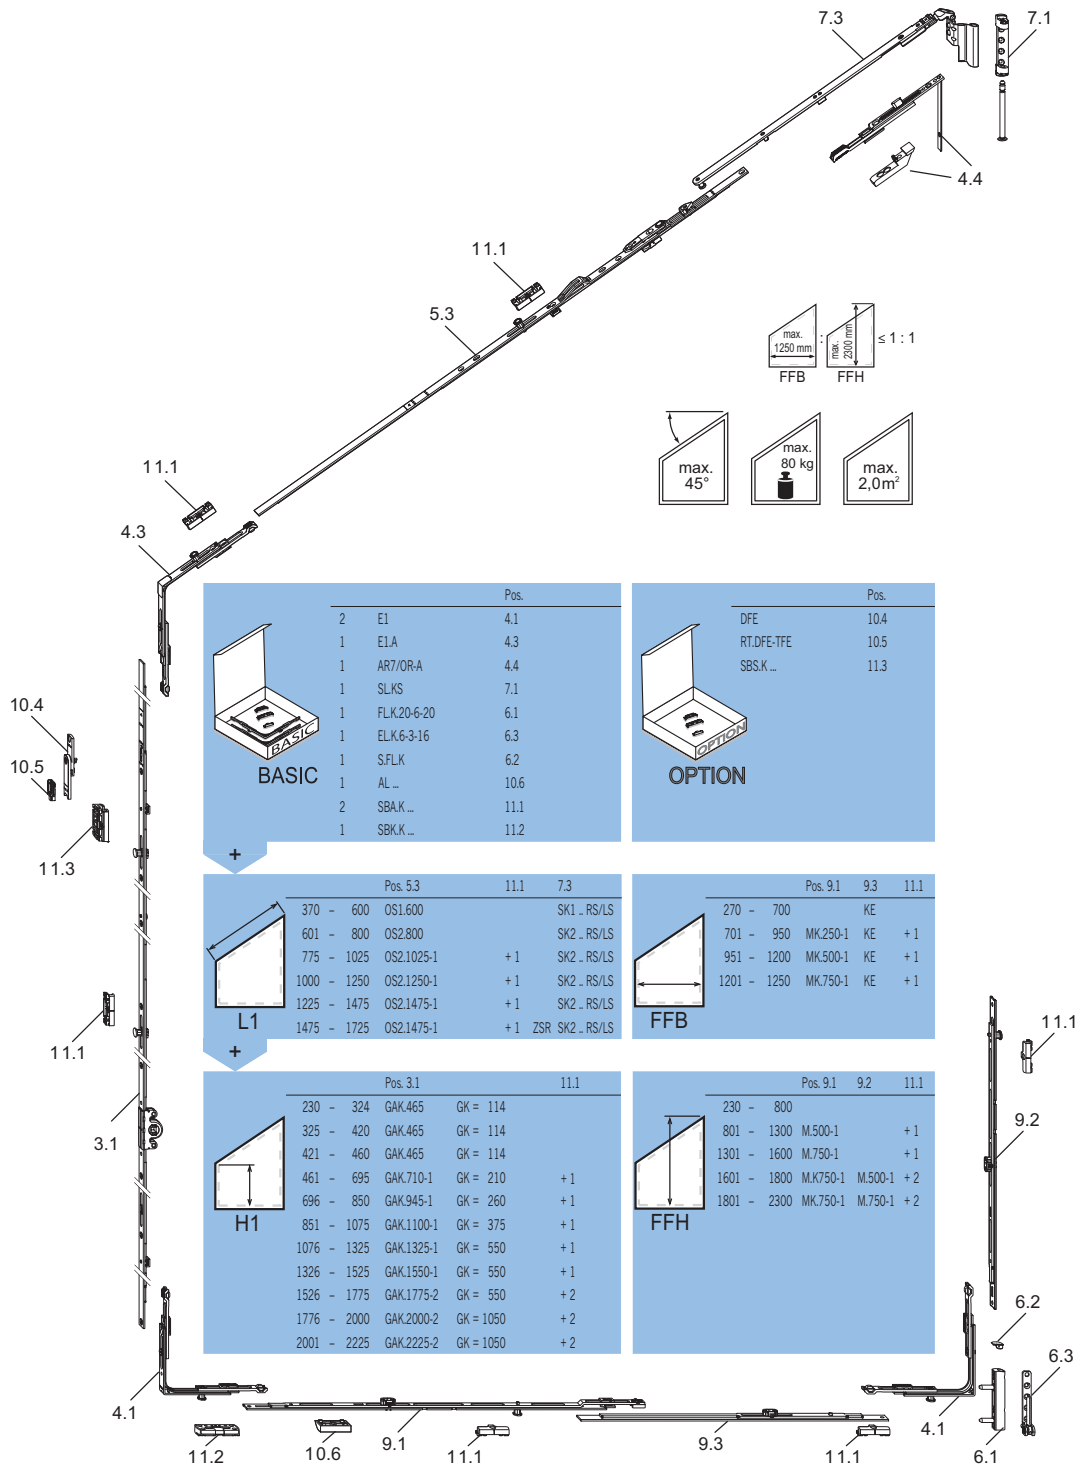 7.3
7.1
4.4
11.1
5.3
max.
1250 mm
FFB
:
max.
2300 mm
FFH
≤ 1 : 1
max.
45°
max.
80 kg
max.
2,0m²
11.1
4.3
Pos.
2 E1 4.1
1 E1.A 4.3
1 AR7/OR-A 4.4
1 SL.KS 7.1
1 FL.K.20-6-20 6.1
1 EL.K.6-3-16 6.3
1 S.FL.K 6.2
1 AL ... 10.6
2 SBA.K ... 11.1
1 SBK.K ... 11.2
BASIC
BASIC
Pos.
DFE 10.4
RT.DFE-TFE 10.5
SBS.K ... 11.3
OPTION
OPTION
10.4
10.5
11.3
+
Pos. 5.3 11.1 7.3
370 – 600 OS1.600 SK1 .. RS/LS
601 – 800 OS2.800 SK2 .. RS/LS
775 – 1025 OS2.1025-1 + 1 SK2 .. RS/LS
1000 – 1250 OS2.1250-1 + 1 SK2 .. RS/LS
1225 – 1475 OS2.1475-1 + 1 SK2 .. RS/LS
1475 – 1725 OS2.1475-1 + 1 ZSR SK2 .. RS/LS
L1
Pos. 9.1 9.3 11.1
270 – 700 KE
701 – 950 MK.250-1 KE + 1
951 – 1200 MK.500-1 KE + 1
1201 – 1250 MK.750-1 KE + 1
FFB
11.1
+
3.1
Pos. 3.1 11.1
230 – 324 GAK.465 GK = 114
325 – 420 GAK.465 GK = 114
421 – 460 GAK.465 GK = 114
461 – 695 GAK.710-1 GK = 210 + 1
696 – 850 GAK.945-1 GK = 260 + 1
851 – 1075 GAK.1100-1 GK = 375 + 1
1076 – 1325 GAK.1325-1 GK = 550 + 1
1326 – 1525 GAK.1550-1 GK = 550 + 1
1526 – 1775 GAK.1775-2 GK = 550 + 2
1776 – 2000 GAK.2000-2 GK = 1050 + 2
2001 – 2225 GAK.2225-2 GK = 1050 + 2
H1
Pos. 9.1 9.2 11.1
230 – 800
801 – 1300 M.500-1 + 1
1301 – 1600 M.750-1 + 1
1601 – 1800 M.K750-1 M.500-1 + 2
1801 – 2300 MK.750-1 M.750-1 + 2
FFH
11.1
9.2
6.2
6.3
4.1
11.2
10.6
9.1
11.1
9.3
11.1
4.1
6.1